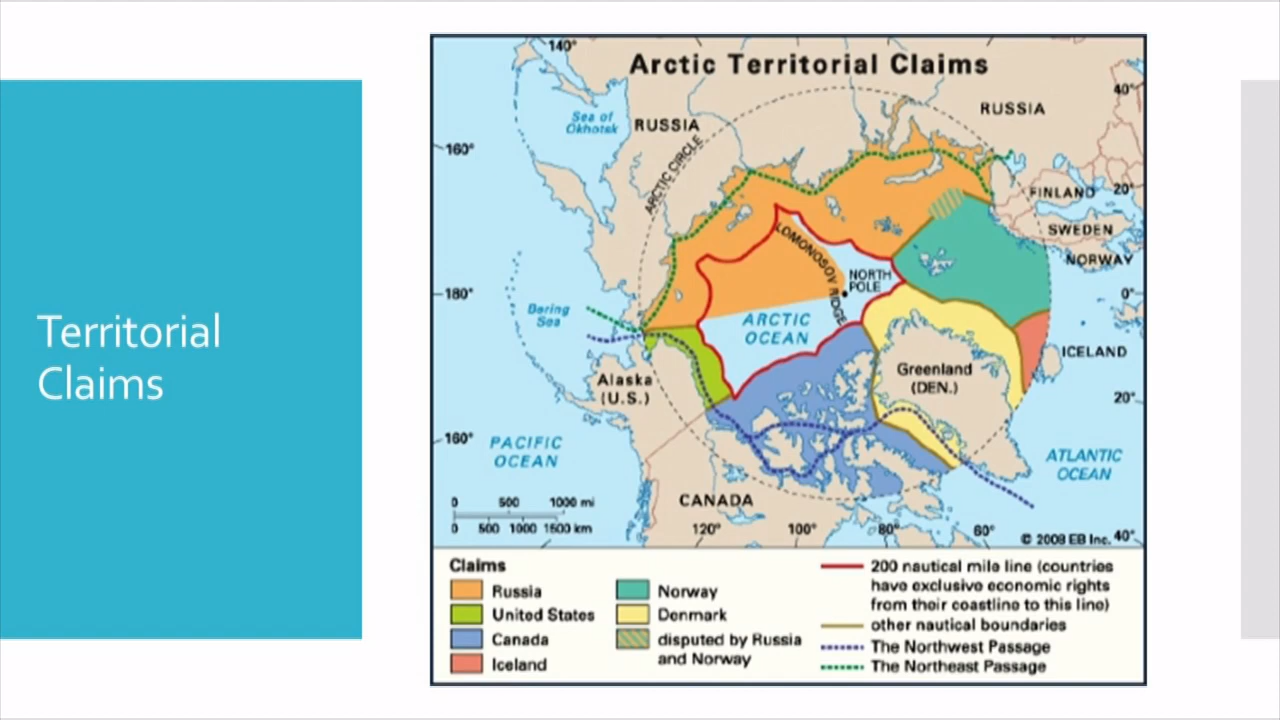 Territorial
Claims
Arctic Territorial Claims
140°
40°
RUSSIA
Sea of
Okhotsk
RUSSIA
160°
ARCTIC CIRCLE
FINLAND
20°
SWEDEN
NORWAY
LOMONOSOV RIDGE
NORTH
POLE
180°
0°
Bering
Sea
ARCTIC
OCEAN
ICELAND
Greenland
(DEN.)
Alaska
(U.S.)
20°
160°
PACIFIC
OCEAN
ATLANTIC
OCEAN
CANADA
0 500 1000 mi
0 500 1000 1500 km
120°
100°
80°
60°
40°
© 2008 EB Inc.
Claims
Russia
United States
Canada
Iceland
Norway
Denmark
disputed by Russia
and Norway
200 nautical mile line (countries
have exclusive economic rights
from their coastline to this line)
other nautical boundaries
The Northwest Passage
The Northeast Passage